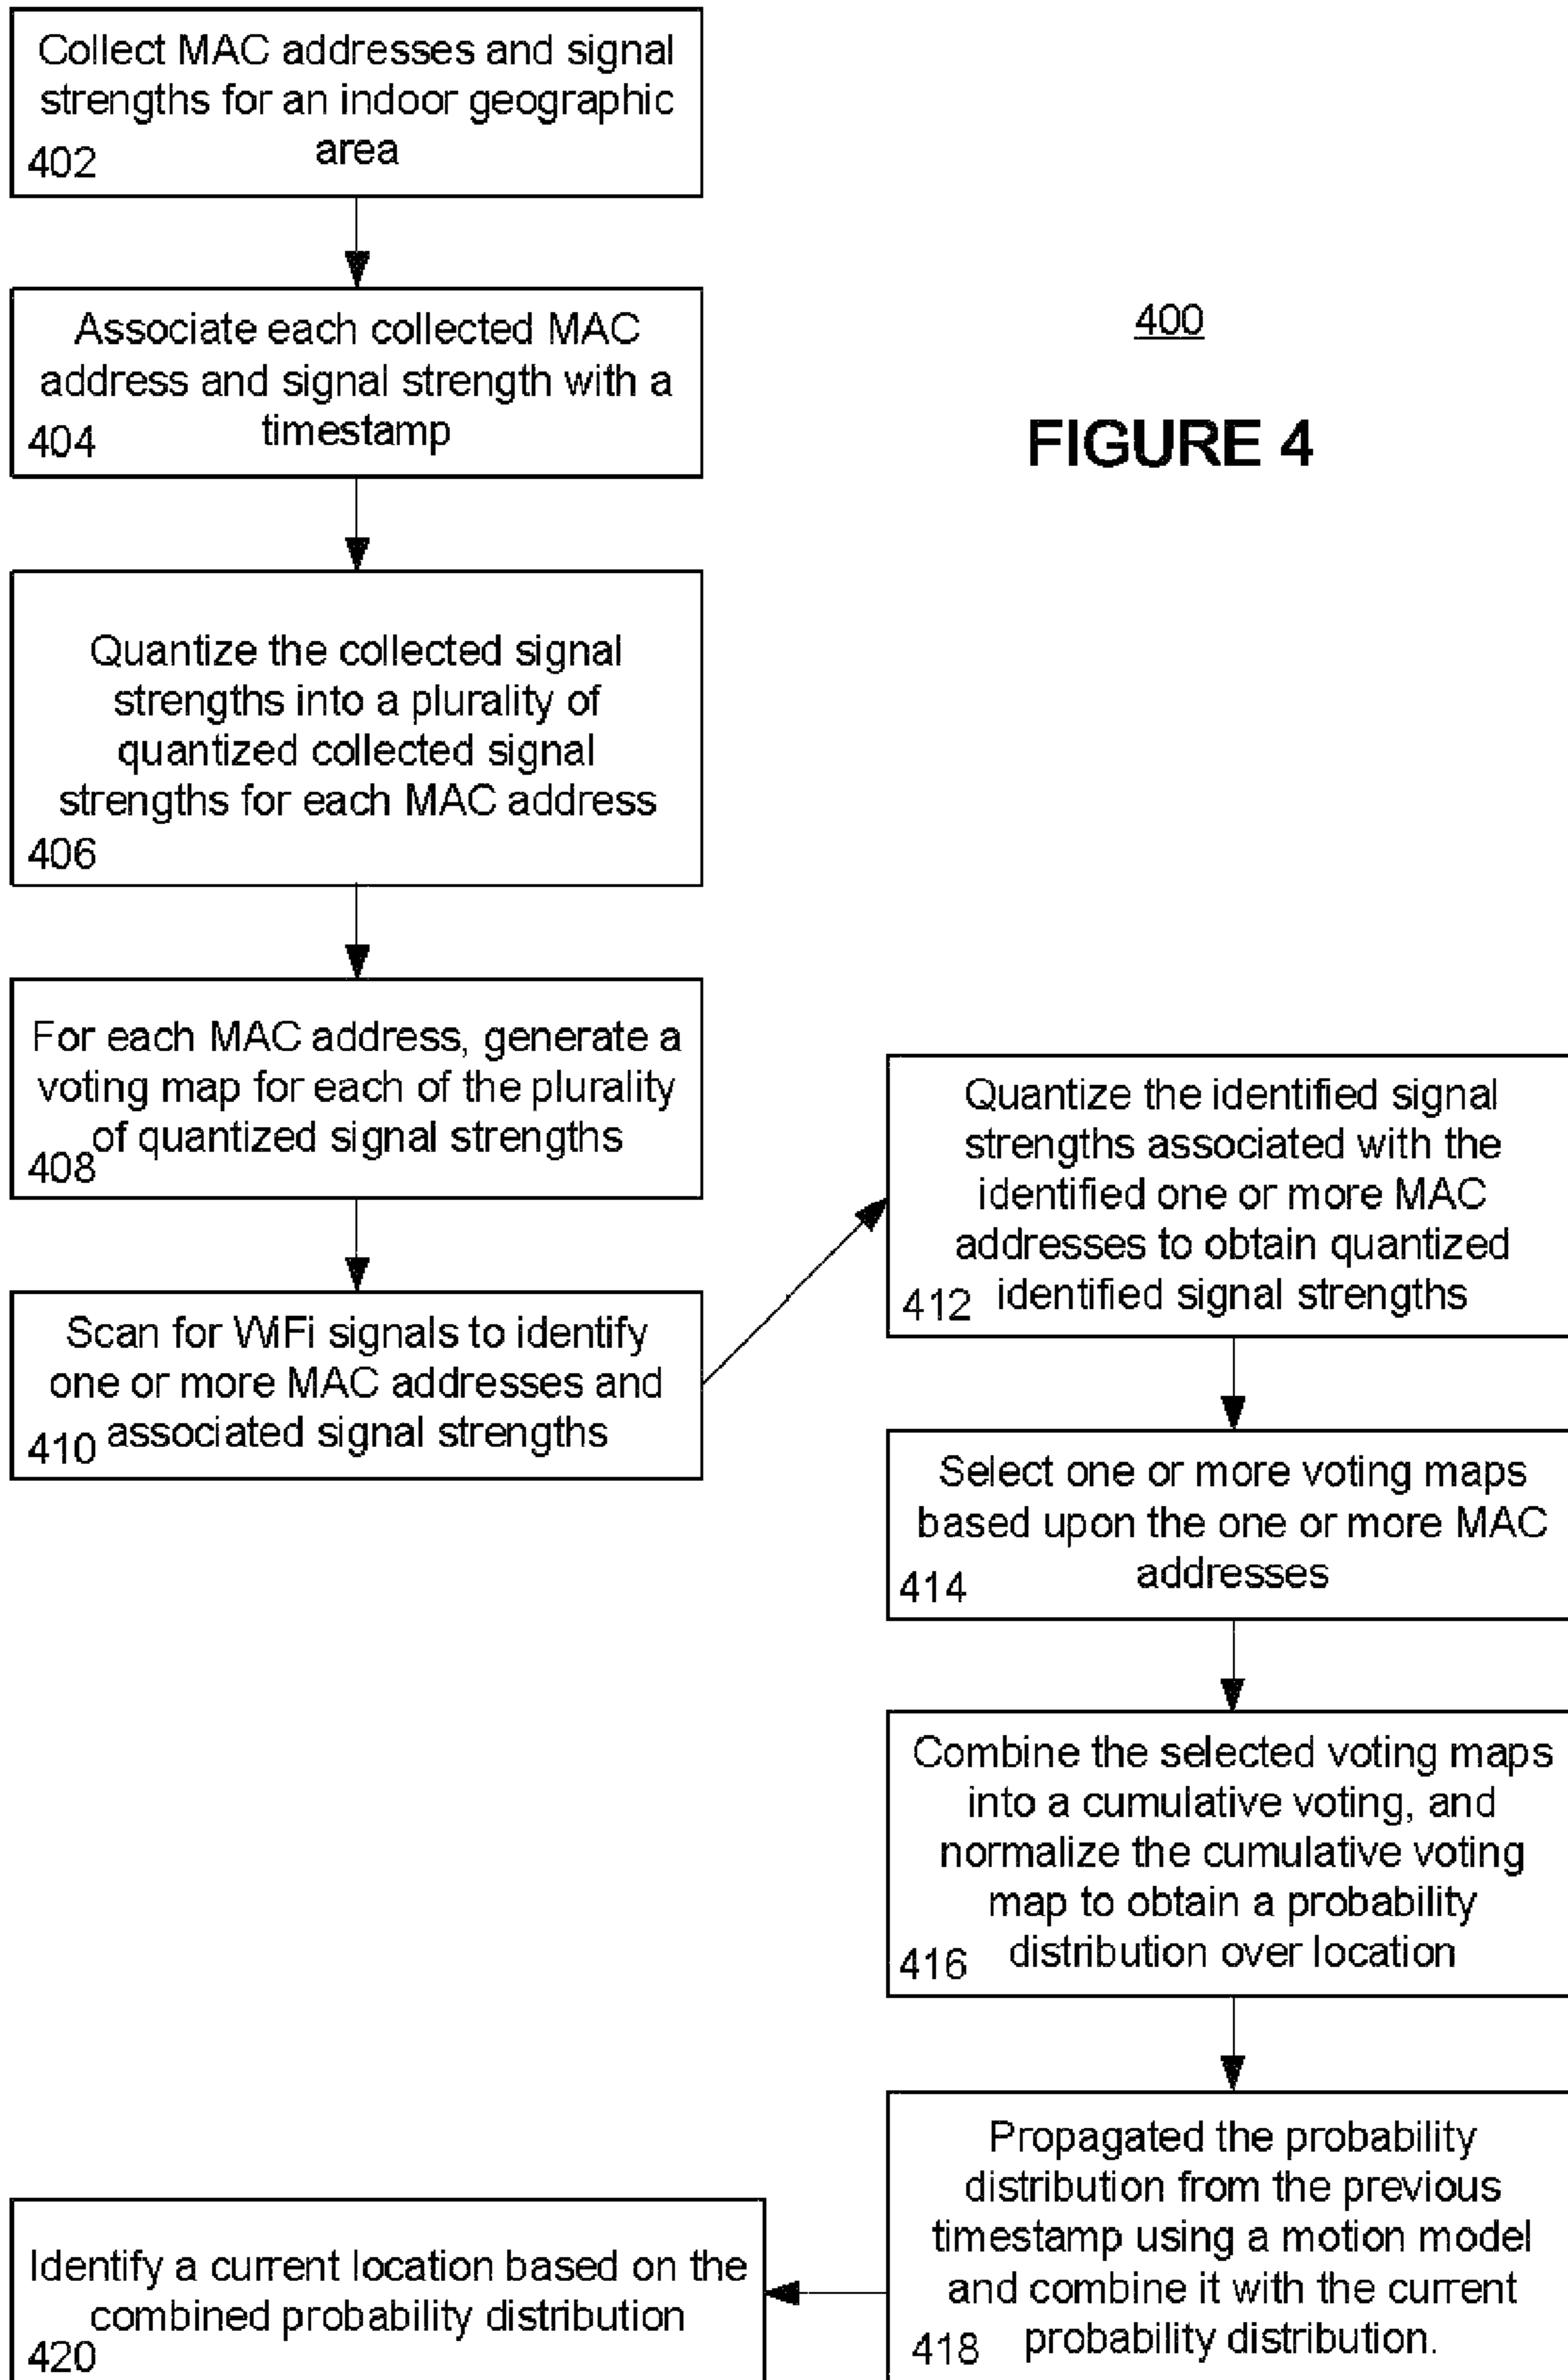 Collect MAC addresses and signal
strengths for an indoor geographic
area
402
Associate each collected MAC
address and signal strength with a
timestamp
404
400
FIGURE 4
Quantize the collected signal
strengths into a plurality of
quantized collected signal
strengths for each MAC address
406
For each MAC address, generate a
voting map for each of the plurality
of quantized signal strengths
408
Scan for WiFi signals to identify
one or more MAC addresses and
associated signal strengths
410
Quantize the identified signal
strengths associated with the
identified one or more MAC
addresses to obtain quantized
identified signal strengths
412
Select one or more voting maps
based upon the one or more MAC
addresses
414
Combine the selected voting maps
into a cumulative voting, and
normalize the cumulative voting
map to obtain a probability
distribution over location
416
Propagated the probability
distribution from the previous
timestamp using a motion model
and combine it with the current
probability distribution.
418
Identify a current location based on the
combined probability distribution
420